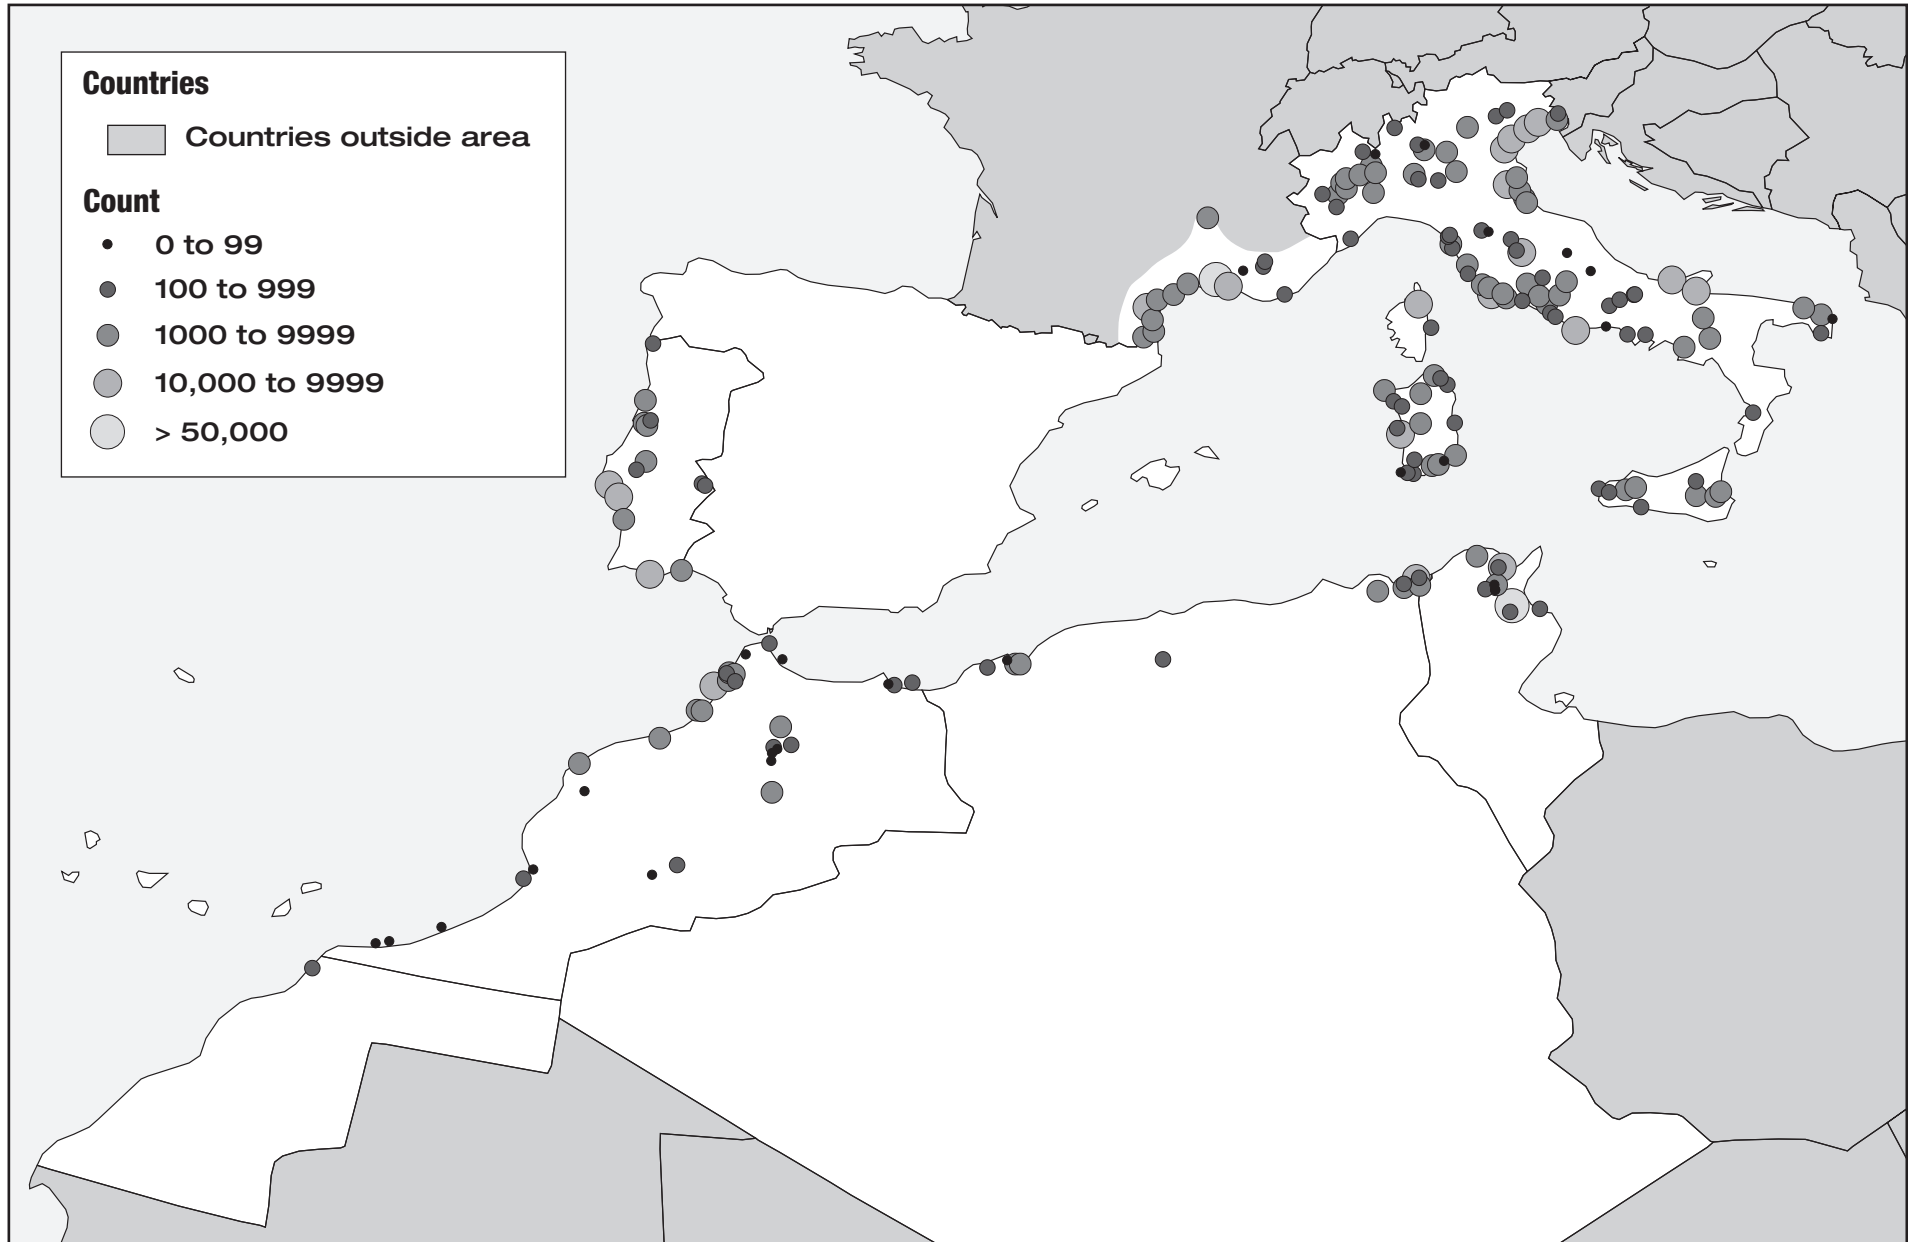 Countries
Countries outside area
Count
0 to 99
100 to 999
1000 to 9999
10,000 to 9999
> 50,000